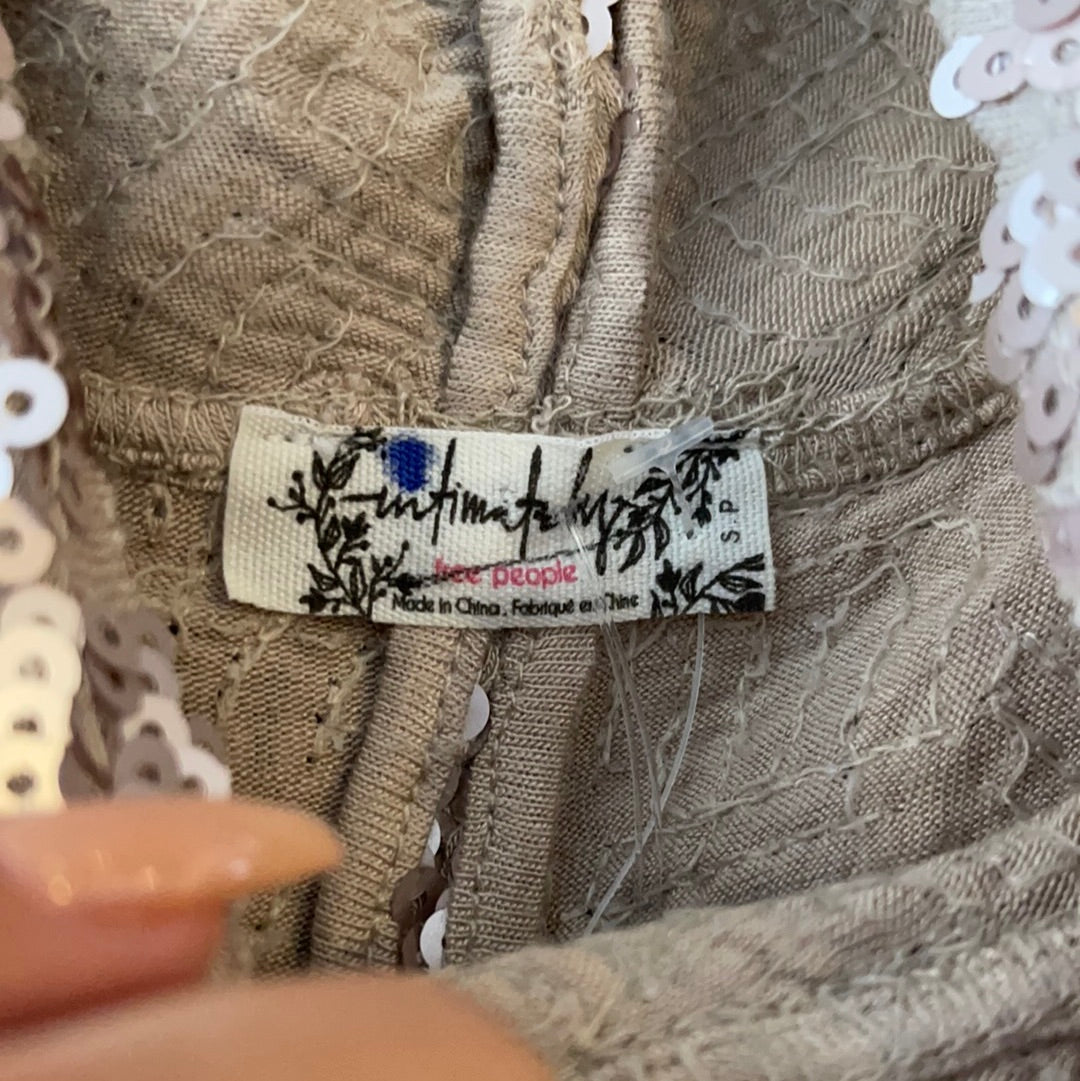 intimately
free people
Made in China. Fabriqué en Chine
S P